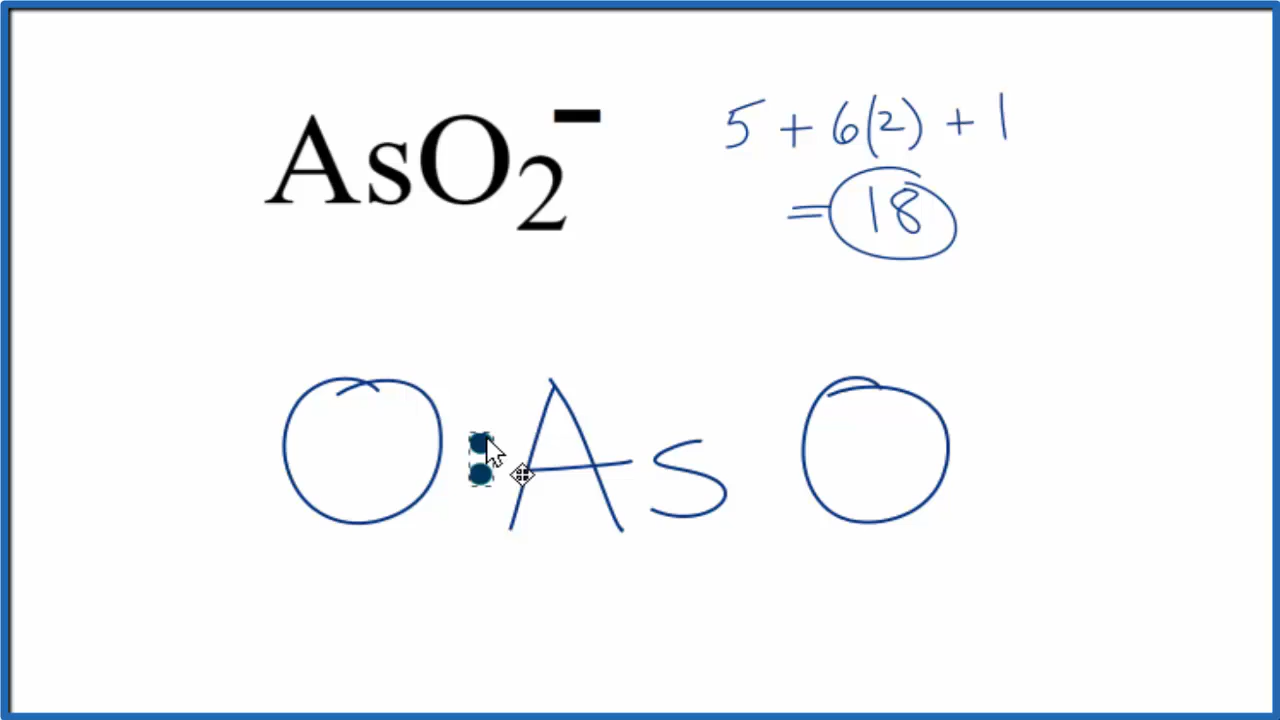 AsO₂⁻
5 + 6(2) + 1
= 18
O : As O